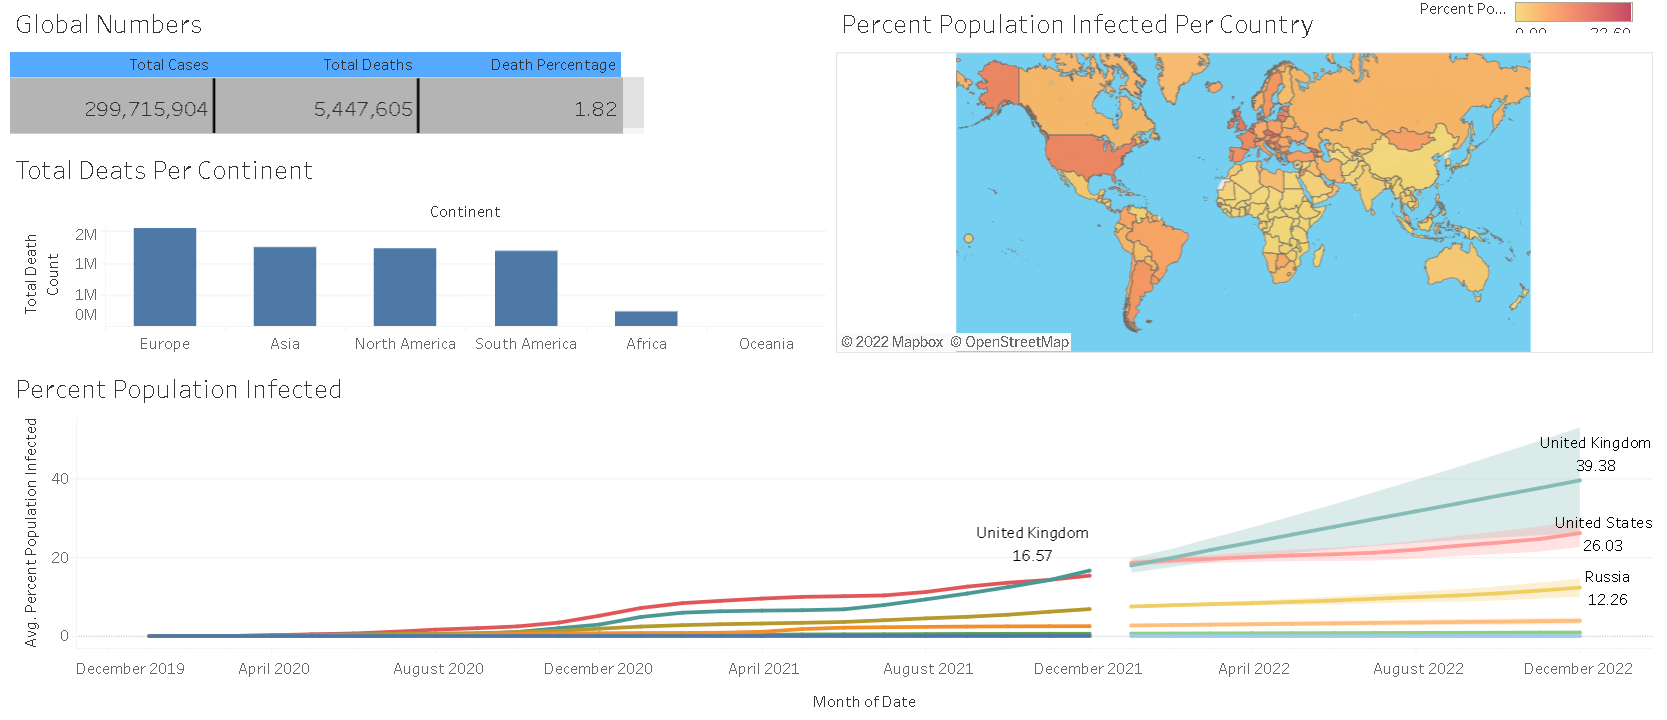 Global Numbers
Total Cases Total Deaths Death Percentage
299,715,904 5,447,605 1.82
Percent Population Infected Per Country
Percent Po...
© 2022 Mapbox © OpenStreetMap
Total Deats Per Continent
Continent
Total Death
Count
2M
1M
1M
0M
Europe Asia North America South America Africa Oceania
Percent Population Infected
Avg. Percent Population Infected
40
20
0
United Kingdom
16.57
United Kingdom
39.38
United States
26.03
Russia
12.26
December 2019 April 2020 August 2020 December 2020 April 2021 August 2021 December 2021 April 2022 August 2022 December 2022
Month of Date